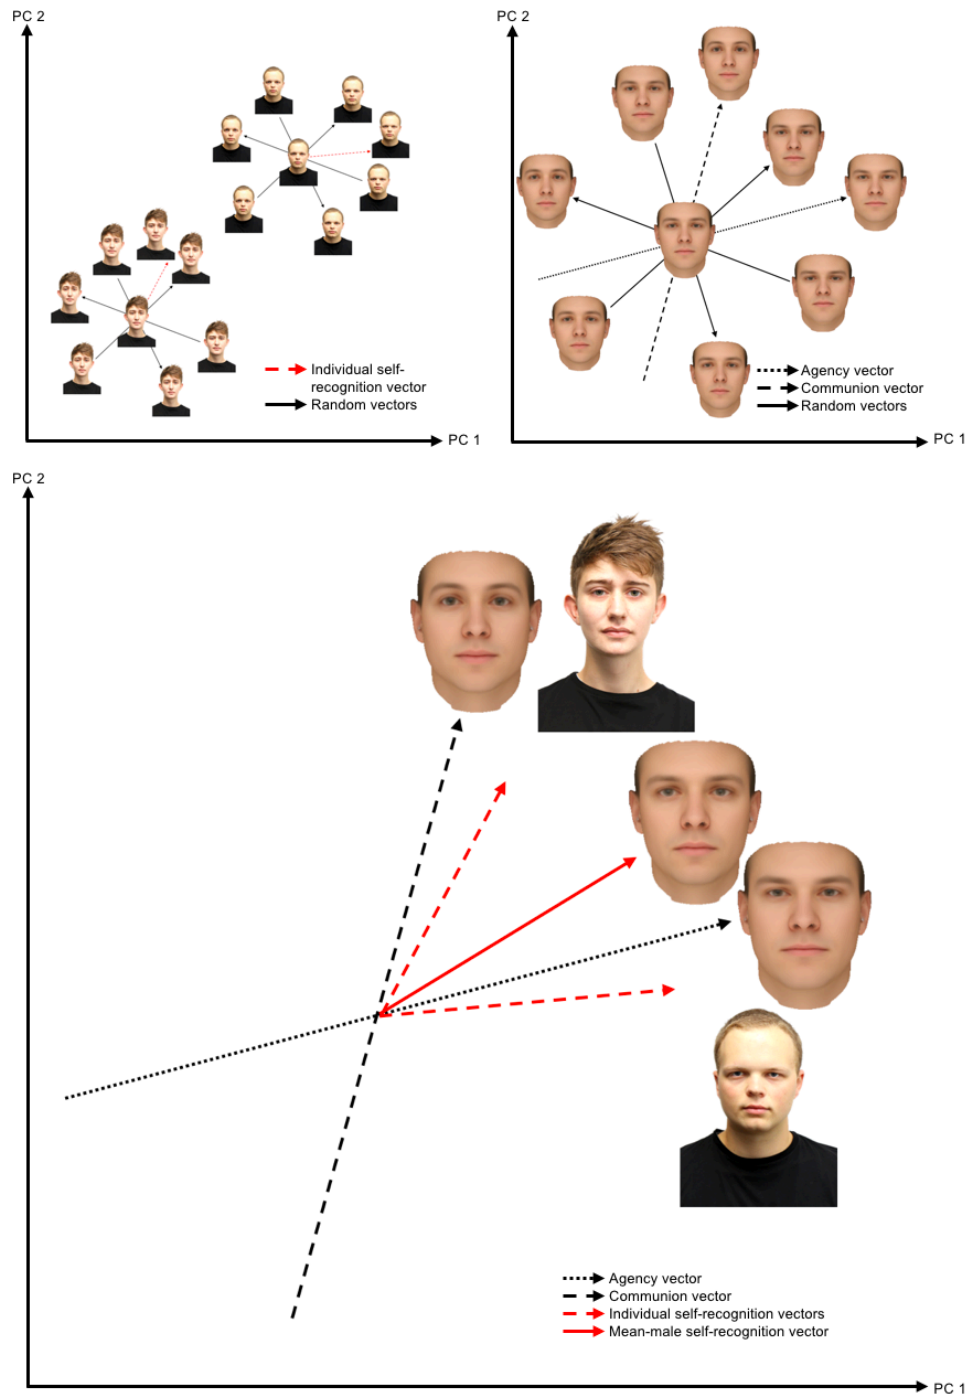 PC 2
Individual self-
recognition vector
Random vectors
PC 1
PC 2
Agency vector
Communion vector
Random vectors
PC 1
PC 2
Agency vector
Communion vector
Individual self-recognition vectors
Mean-male self-recognition vector
PC 1